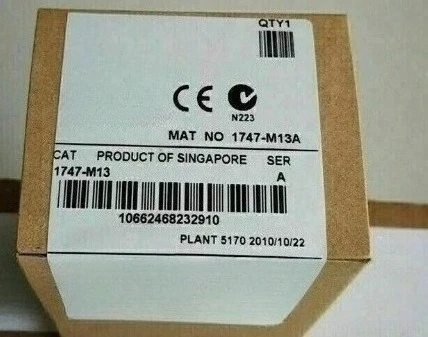 QTY1
CE
N223
MAT NO 1747-M13A
CAT PRODUCT OF SINGAPORE SER
1747-M13 A
10662468232910
PLANT 5170 2010/10/22